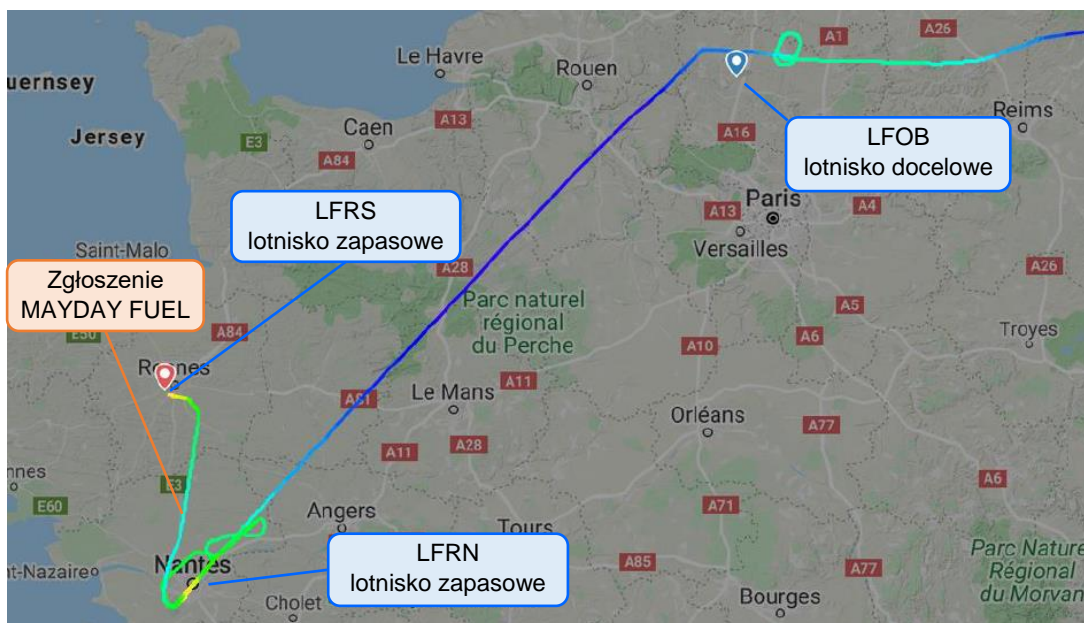 Le Havre
A1
A26
Rouen
uernsey
Reims
Jersey
Caen
A13
E3
A16
A84
LFOB
lotnisko docelowe
LFRS
lotnisko zapasowe
Paris
A13
A4
Versailles
Saint-Malo
A28
A26
Zgłoszenie
MAYDAY FUEL
Parc naturel
régional
du Perche
A5
A6
Troyes
E50
A84
A10
Rennes
A81
Le Mans
A11
Orléans
A77
A11
A28
A6
nnes
E3
E60
Angers
A71
Tours
LFRN
lotnisko zapasowe
Parc Nature
Régional
du Morvan
nt-Nazaire
Nantes
A85
A77
Cholet
Bourges